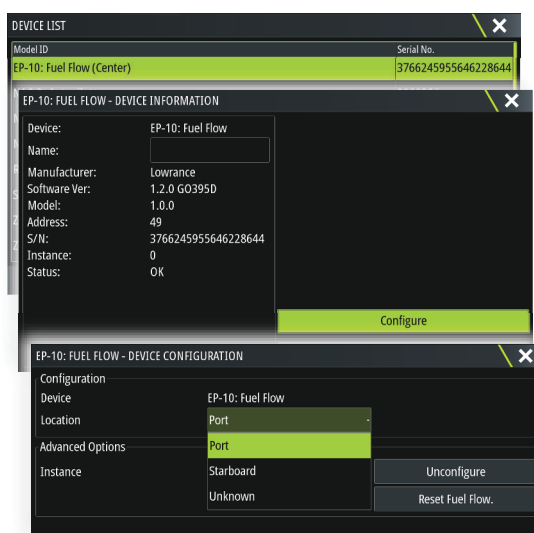 DEVICE LIST
Model ID Serial No.
EP-10: Fuel Flow (Center) 3766245955646228644
EP-10: FUEL FLOW - DEVICE INFORMATION
Device: EP-10: Fuel Flow
Name:
Manufacturer: Lowrance
Software Ver: 1.2.0 GO395D
Model: 1.0.0
Address: 49
S/N: 3766245955646228644
Instance: 0
Status: OK
Configure
EP-10: FUEL FLOW - DEVICE CONFIGURATION
Configuration
Device EP-10: Fuel Flow
Location Port
Advanced Options Port
Instance Starboard Unconfigure
Unknown Reset Fuel Flow.